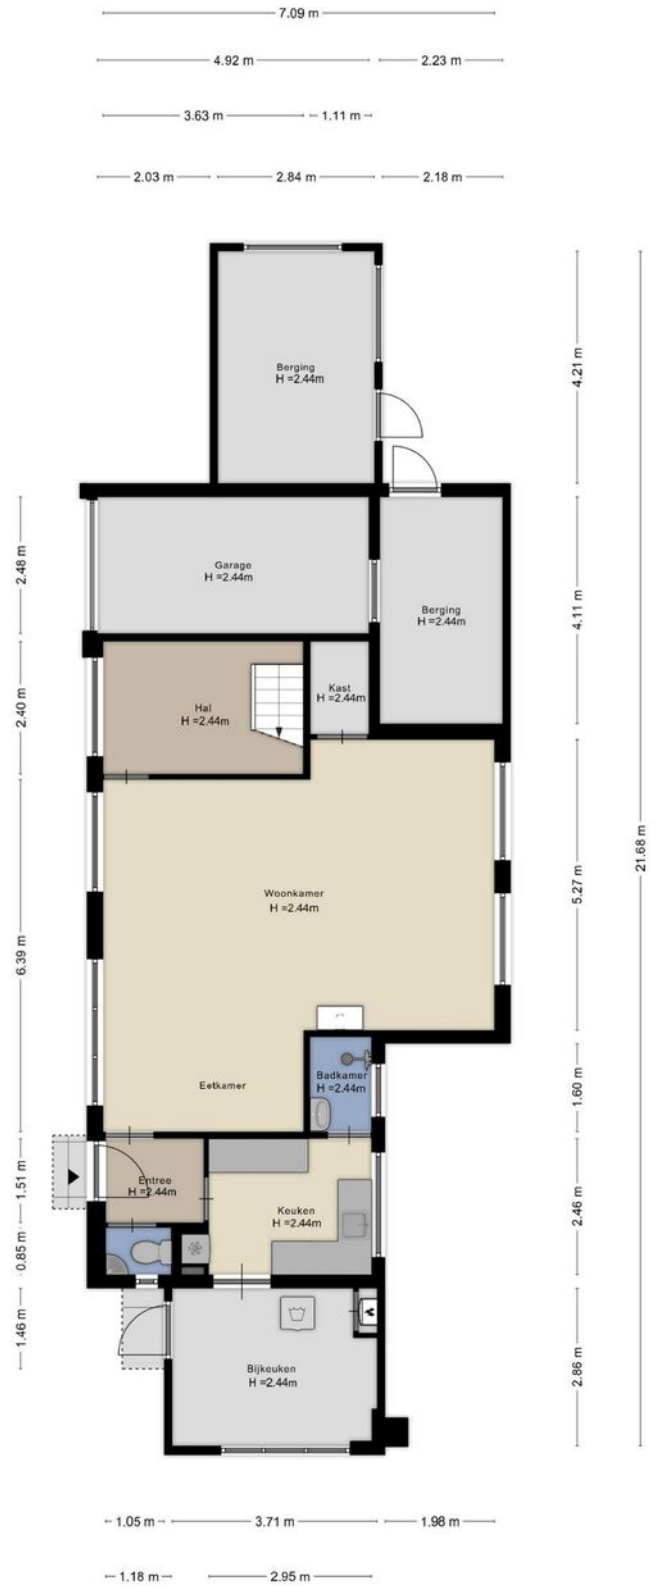 7.09 m
4.92 m
2.23 m
3.63 m
1.11 m
2.03 m
2.84 m
2.18 m
Berging
H =2.44m
4.21 m
21.68 m
2.48 m
Garage
H =2.44m
Berging
H =2.44m
4.11 m
2.40 m
Hal
H =2.44m
Kast
H =2.44m
6.39 m
Woonkamer
H =2.44m
5.27 m
Eetkamer
Badkamer
H =2.44m
1.60 m
1.51 m
Entree
H =2.44m
Keuken
H =2.44m
2.46 m
0.85 m
1.46 m
Bijkeuken
H =2.44m
2.86 m
1.05 m
3.71 m
1.98 m
1.18 m
2.95 m